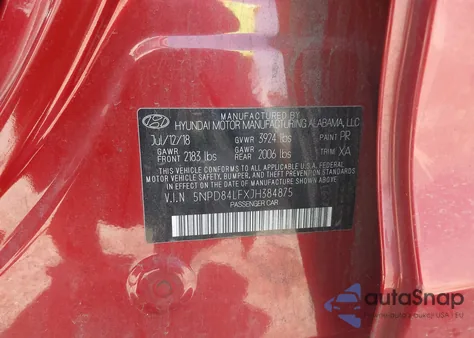 MANUFACTURED BY
HYUNDAI MOTOR MANUFACTURING ALABAMA, LLC
Jul/12/18 GVWR 3924 lbs PAINT PR
GAWR FRONT 2183 lbs GAWR REAR 2006 lbs TRIM XA
THIS VEHICLE CONFORMS TO ALL APPLICABLE U.S.A. FEDERAL
MOTOR VEHICLE SAFETY, BUMPER, AND THEFT PREVENTION
STANDARDS IN EFFECT ON THE DATE OF MANUFACTURE SHOWN ABOVE.
V.I.N 5NPD84LFXJH384875
PASSENGER CAR
autaSnap